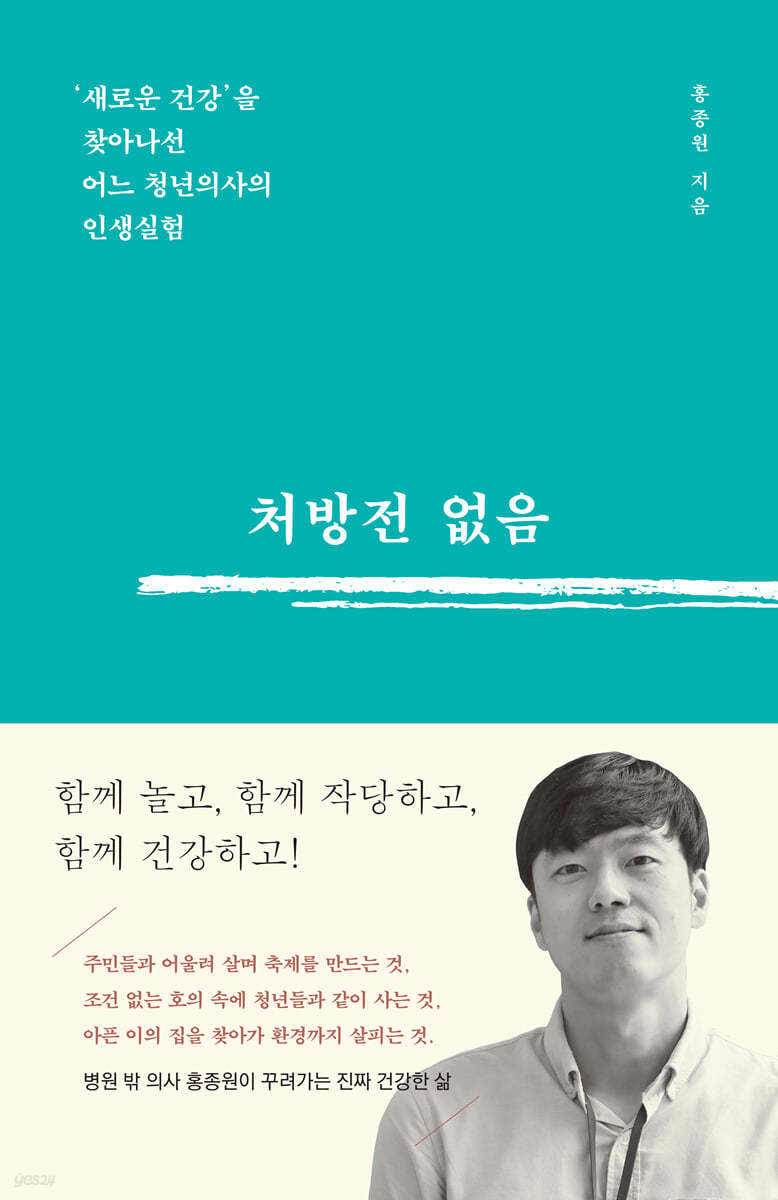 ‘새로운 건강’을
찾아나선
어느 청년의사의
인생실험
홍종원 지음
처방전 없음
함께 놀고, 함께 작당하고,
함께 건강하고!
주민들과 어울려 살며 축제를 만드는 것,
조건 없는 호의 속에 청년들과 같이 사는 것,
아픈 이의 집을 찾아가 환경까지 살피는 것.
병원 밖 의사 홍종원이 꾸려가는 진짜 건강한 삶
yes24